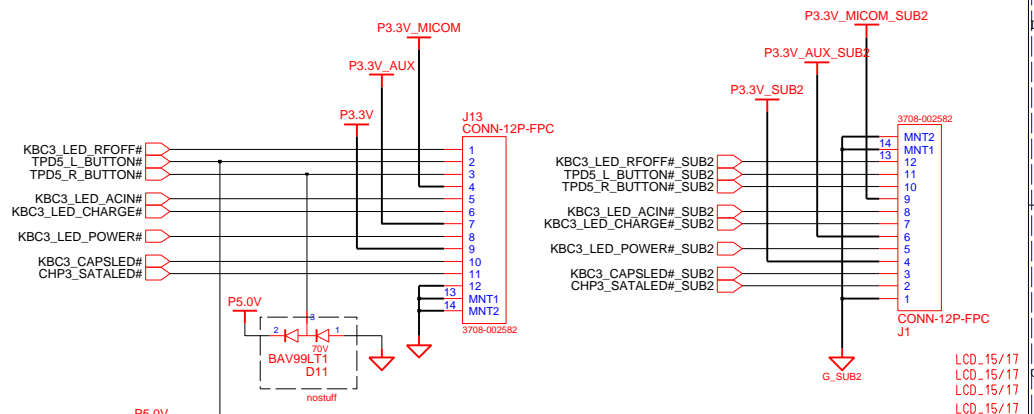 P3.3V_MICOM
P3.3V_AUX
P3.3V
J13
CONN-12P-FPC
KBC3_LED_RFOFF# 1
TPD5_L_BUTTON# 2
TPD5_R_BUTTON# 3
4
KBC3_LED_ACIN# 5
KBC3_LED_CHARGE# 6
7
KBC3_LED_POWER# 8
9
KBC3_CAPSLED# 10
CHP3_SATALED# 11
12
13 MNT1
14 MNT2
3708-002582
P5.0V
3
2 1
70V
BAV99LT1
D11
nostuff
P5.0V
P3.3V_MICOM_SUB2
P3.3V_AUX_SUB2
P3.3V_SUB2
3708-002582
MNT2
14 MNT1
13
KBC3_LED_RFOFF#_SUB2 12
TPD5_L_BUTTON#_SUB2 11
TPD5_R_BUTTON#_SUB2 10
9
KBC3_LED_ACIN#_SUB2 8
KBC3_LED_CHARGE#_SUB2 7
6
KBC3_LED_POWER#_SUB2 5
4
KBC3_CAPSLED#_SUB2 3
CHP3_SATALED#_SUB2 2
1
CONN-12P-FPC
J1
G_SUB2
LCD_15/17
LCD_15/17
LCD_15/17
LCD_15/17